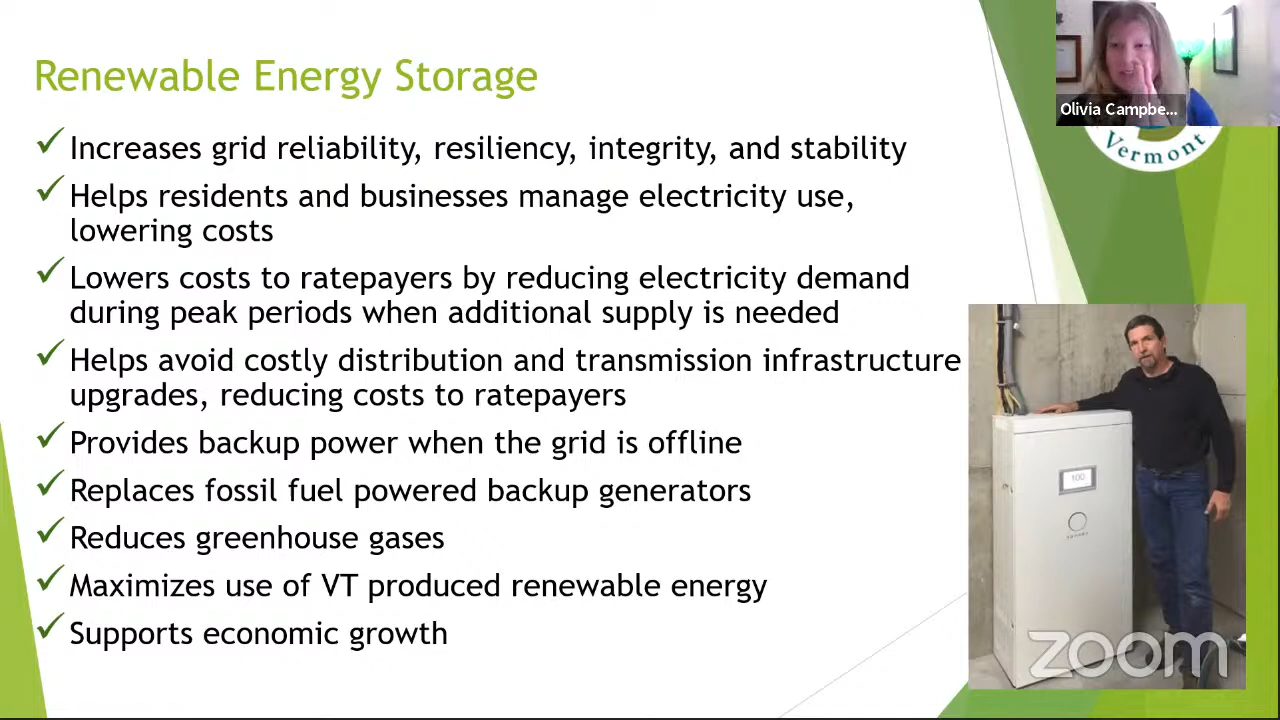 Renewable Energy Storage
Olivia Campbe...
Vermont
✓ Increases grid reliability, resiliency, integrity, and stability
✓ Helps residents and businesses manage electricity use,
lowering costs
✓ Lowers costs to ratepayers by reducing electricity demand
during peak periods when additional supply is needed
✓ Helps avoid costly distribution and transmission infrastructure
upgrades, reducing costs to ratepayers
✓ Provides backup power when the grid is offline
✓ Replaces fossil fuel powered backup generators
✓ Reduces greenhouse gases
✓ Maximizes use of VT produced renewable energy
✓ Supports economic growth
100
zoom